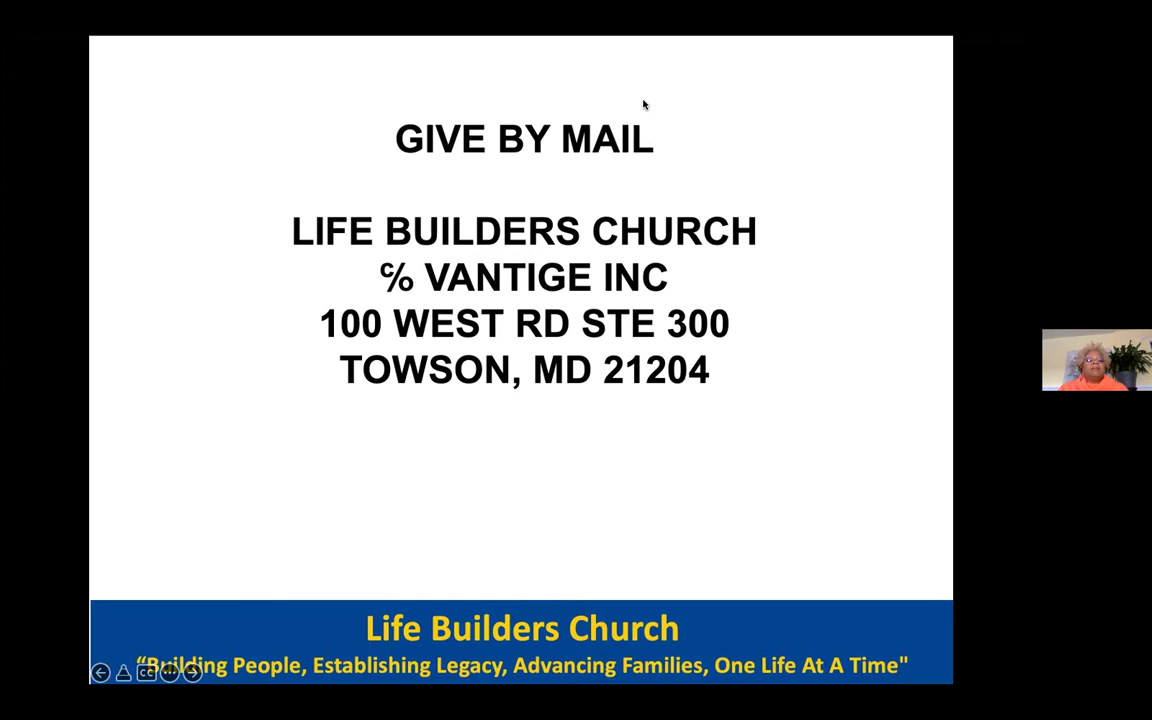 GIVE BY MAIL
LIFE BUILDERS CHURCH
℅ VANTIGE INC
100 WEST RD STE 300
TOWSON, MD 21204
Life Builders Church
“Building People, Establishing Legacy, Advancing Families, One Life At A Time"
CC